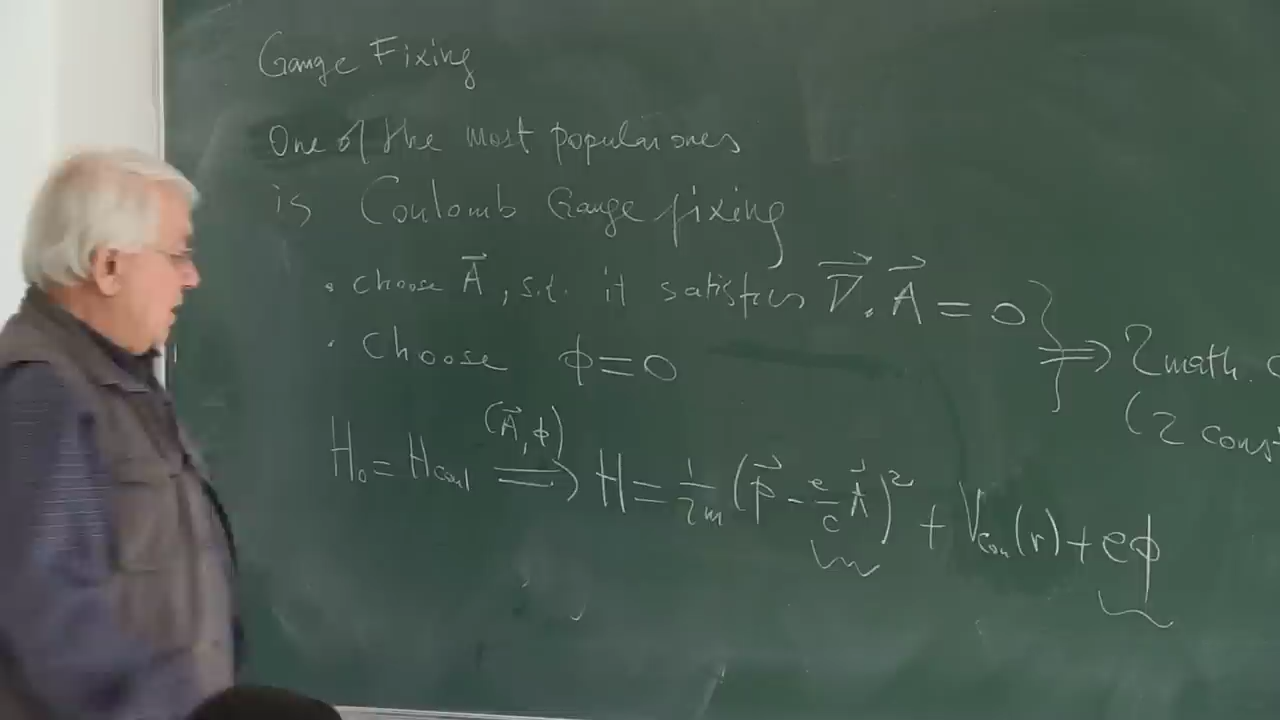 Gauge Fixing
One of the most popular ones
is Coulomb Gauge fixing
• choose A⃗, s.t. it satisfies ∇⃗ . A⃗ = 0 } ⟹ 2 math.
• Choose ϕ = 0
(2 const
H₀ = H_coul ⟹ (A⃗, ϕ) H = 1/2m (p⃗ - e/c A⃗)² + V_cou(r) + eϕ